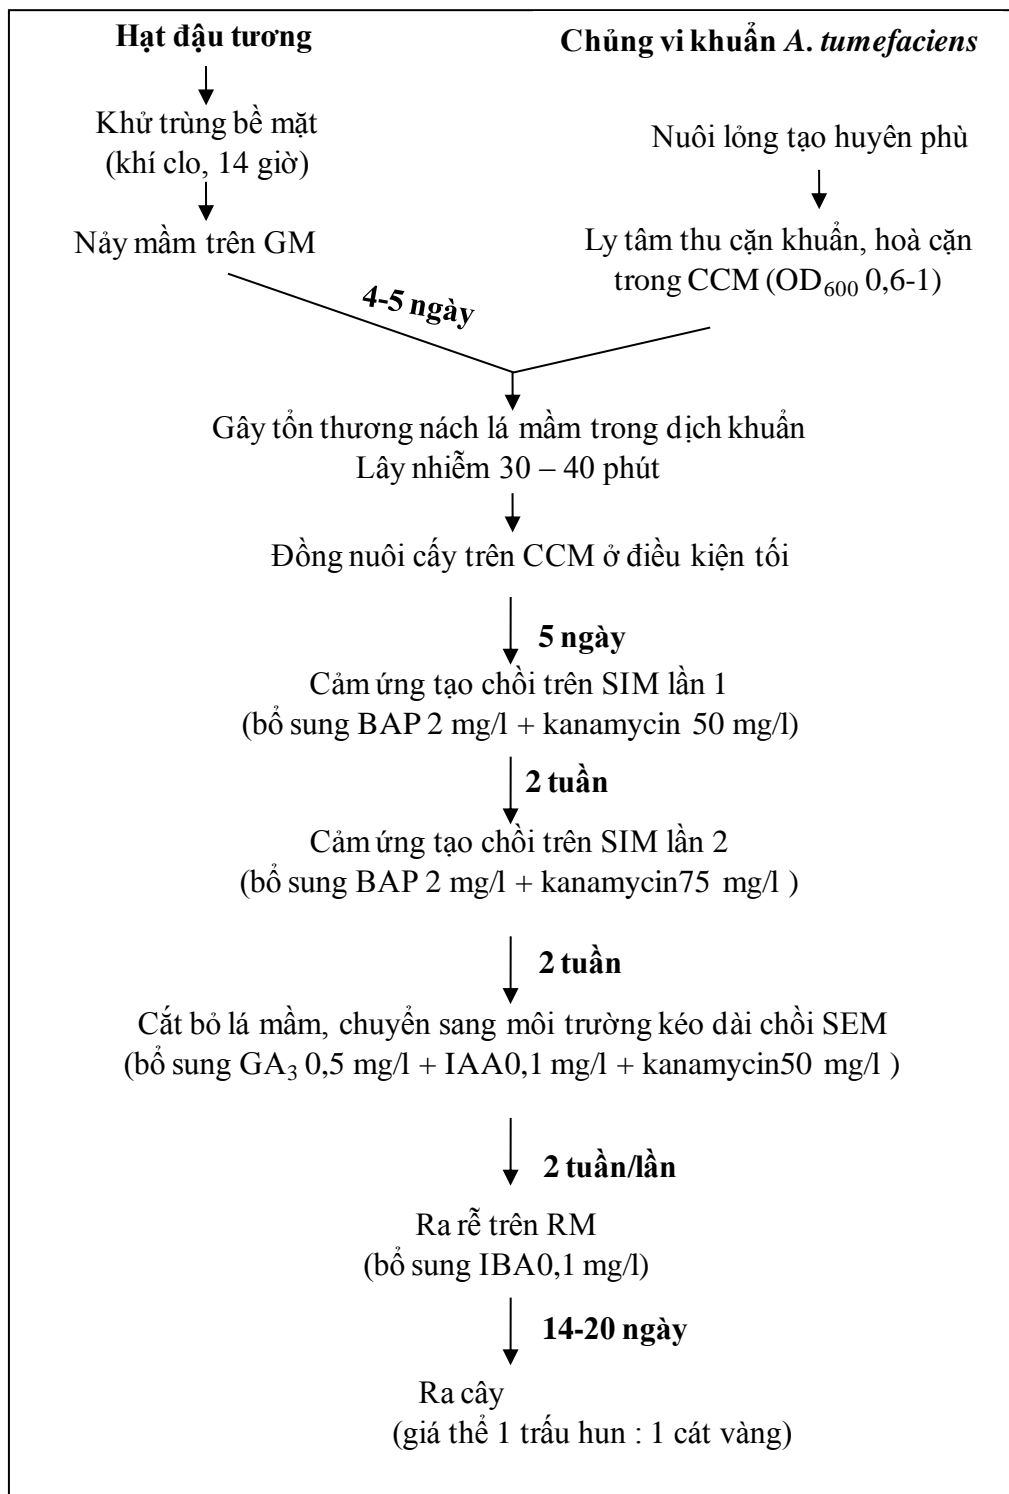 Hạt đậu tương
Chủng vi khuẩn A. tumefaciens
Khử trùng bề mặt
(khí clo, 14 giờ)
Nuôi lỏng tạo huyên phù
Nảy mầm trên GM
Ly tâm thu cặn khuẩn, hoà cặn
trong CCM (OD600 0,6-1)
4-5 ngày
Gây tổn thương nách lá mầm trong dịch khuẩn
Lây nhiễm 30 – 40 phút
Đồng nuôi cấy trên CCM ở điều kiện tối
5 ngày
Cảm ứng tạo chồi trên SIM lần 1
(bổ sung BAP 2 mg/l + kanamycin 50 mg/l)
2 tuần
Cảm ứng tạo chồi trên SIM lần 2
(bổ sung BAP 2 mg/l + kanamycin75 mg/l )
2 tuần
Cắt bỏ lá mầm, chuyển sang môi trường kéo dài chồi SEM
(bổ sung GA3 0,5 mg/l + IAA0,1 mg/l + kanamycin50 mg/l )
2 tuần/lần
Ra rễ trên RM
(bổ sung IBA0,1 mg/l)
14-20 ngày
Ra cây
(giá thể 1 trấu hun : 1 cát vàng)